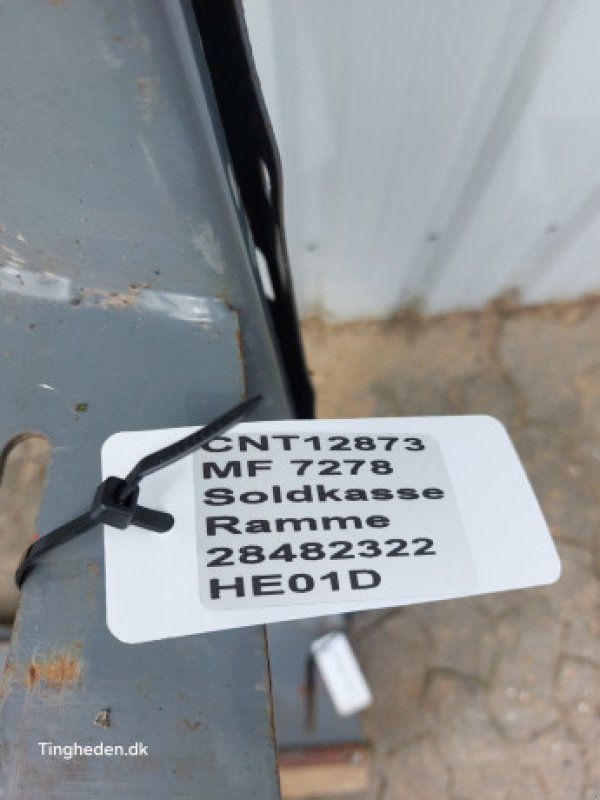 CNT12873
MF 7278
Soldkasse
Ramme
28482322
HE01D
Tingheden.dk